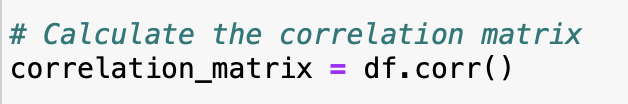 # Calculate the correlation matrix
correlation_matrix = df.corr()